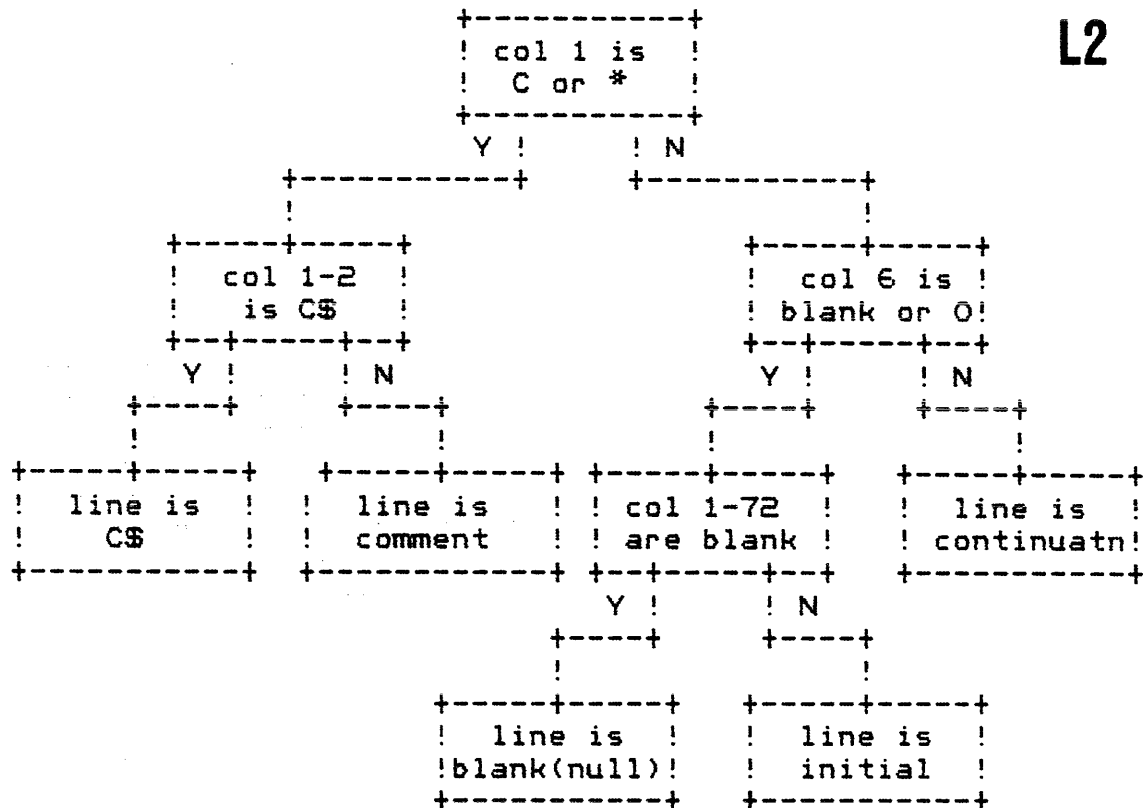 L2
col 1 is
C or *
Y N
col 1-2
is C$
col 6 is
blank or 0
Y N
Y N
line is
C$
line is
comment
col 1-72
are blank
line is
continuatn
Y N
line is
blank(null)
line is
initial